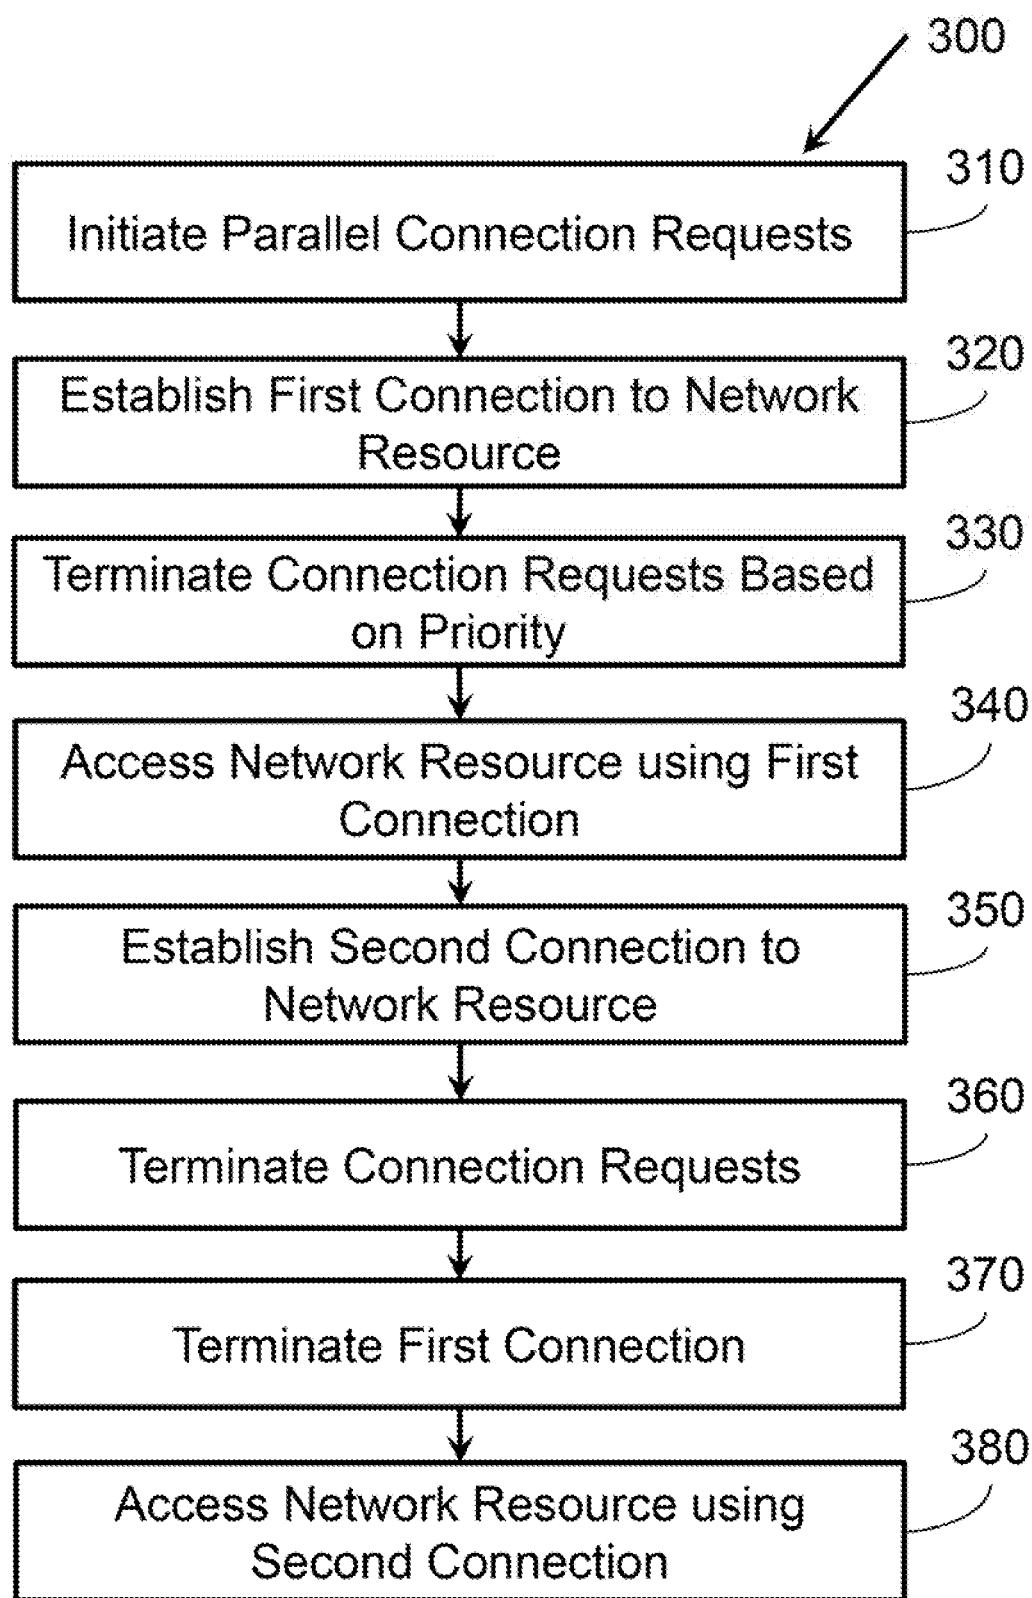 300
310
Initiate Parallel Connection Requests
320
Establish First Connection to Network
Resource
330
Terminate Connection Requests Based
on Priority
340
Access Network Resource using First
Connection
350
Establish Second Connection to
Network Resource
360
Terminate Connection Requests
370
Terminate First Connection
380
Access Network Resource using
Second Connection